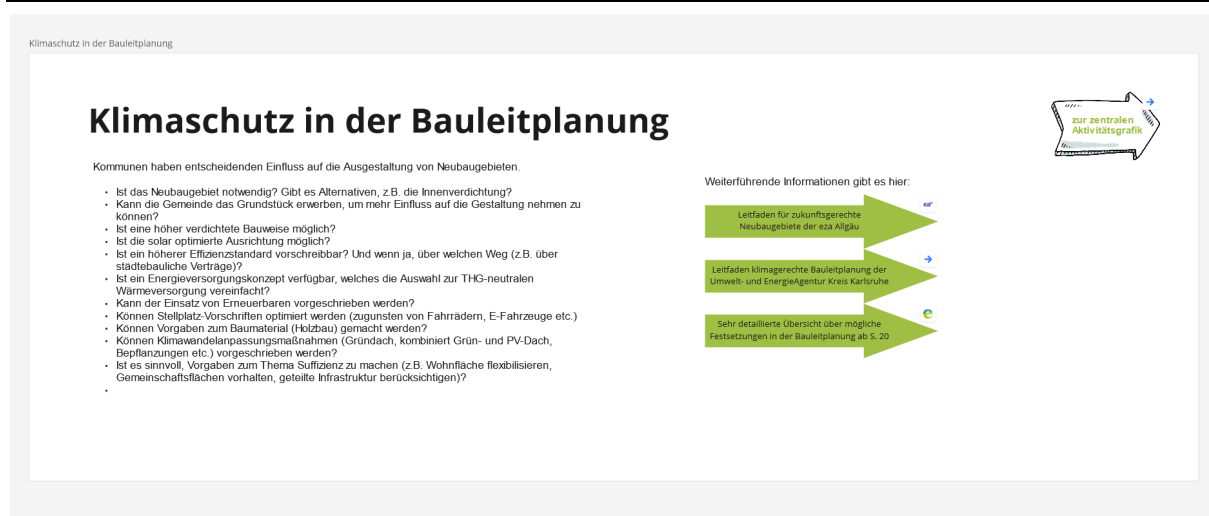 Klimaschutz in der Bauleitplanung
Klimaschutz in der Bauleitplanung
zur zentralen
Aktivitätsgrafik
Kommunen haben entscheidenden Einfluss auf die Ausgestaltung von Neubaugebieten.
• Ist das Neubaugebiet notwendig? Gibt es Alternativen, z.B. die Innenverdichtung?
• Kann die Gemeinde das Grundstück erwerben, um mehr Einfluss auf die Gestaltung nehmen zu
können?
• Ist eine höher verdichtete Bauweise möglich?
• Ist die solar optimierte Ausrichtung möglich?
• Ist ein höherer Effizienzstandard vorschreibbar? Und wenn ja, über welchen Weg (z.B. über
städtebauliche Verträge)?
• Ist ein Energieversorgungskonzept verfügbar, welches die Auswahl zur THG-neutralen
Wärmeversorgung vereinfacht?
• Kann der Einsatz von Erneuerbaren vorgeschrieben werden?
• Können Stellplatz-Vorschriften optimiert werden (zugunsten von Fahrrädern, E-Fahrzeuge etc.)
• Können Vorgaben zum Baumaterial (Holzbau) gemacht werden?
• Können Klimawandelanpassungsmaßnahmen (Gründach, kombiniert Grün- und PV-Dach,
Bepflanzungen etc.) vorgeschrieben werden?
• Ist es sinnvoll, Vorgaben zum Thema Suffizienz zu machen (z.B. Wohnfläche flexibilisieren,
Gemeinschaftsflächen vorhalten, geteilte Infrastruktur berücksichtigen)?
•
Weiterführende Informationen gibt es hier:
Leitfaden für zukunftsgerechte
Neubaugebiete der eza Allgäu
Leitfaden klimagerechte Bauleitplanung der
Umwelt- und EnergieAgentur Kreis Karlsruhe
Sehr detaillierte Übersicht über mögliche
Festsetzungen in der Bauleitplanung ab S. 20